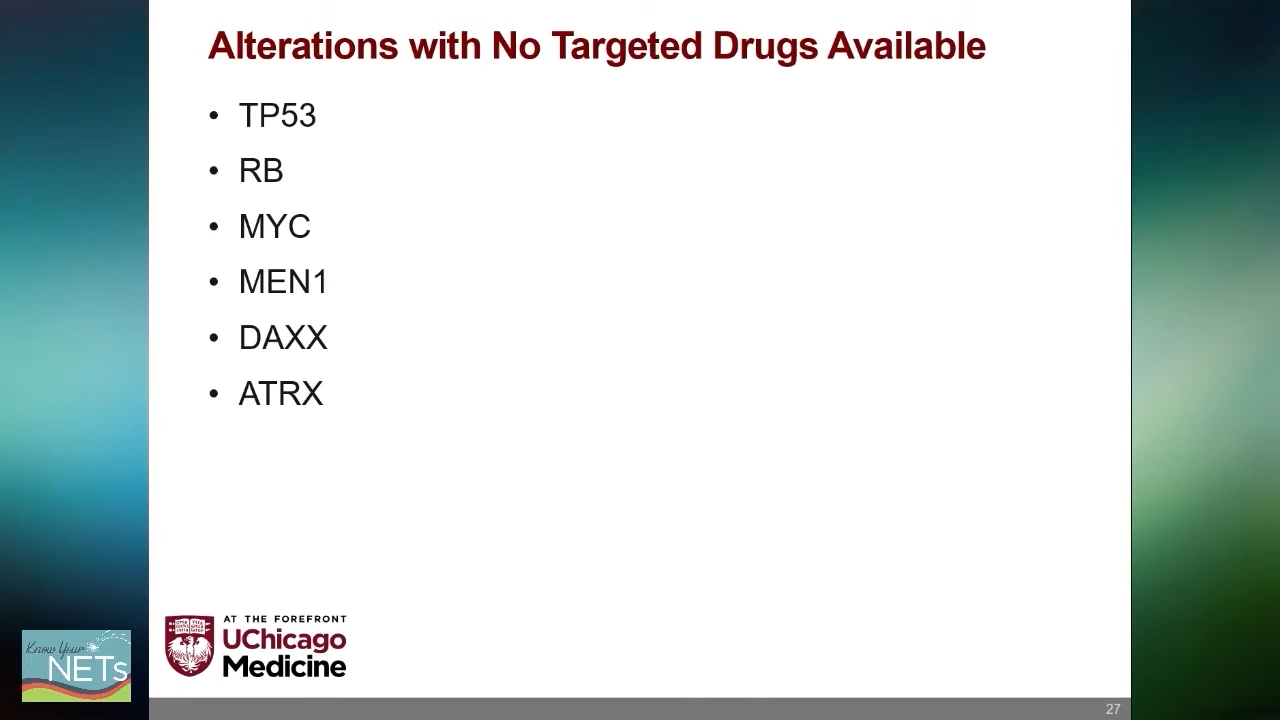 Alterations with No Targeted Drugs Available
• TP53
• RB
• MYC
• MEN1
• DAXX
• ATRX
AT THE FOREFRONT
UChicago
Medicine
Know Your
NETs
27